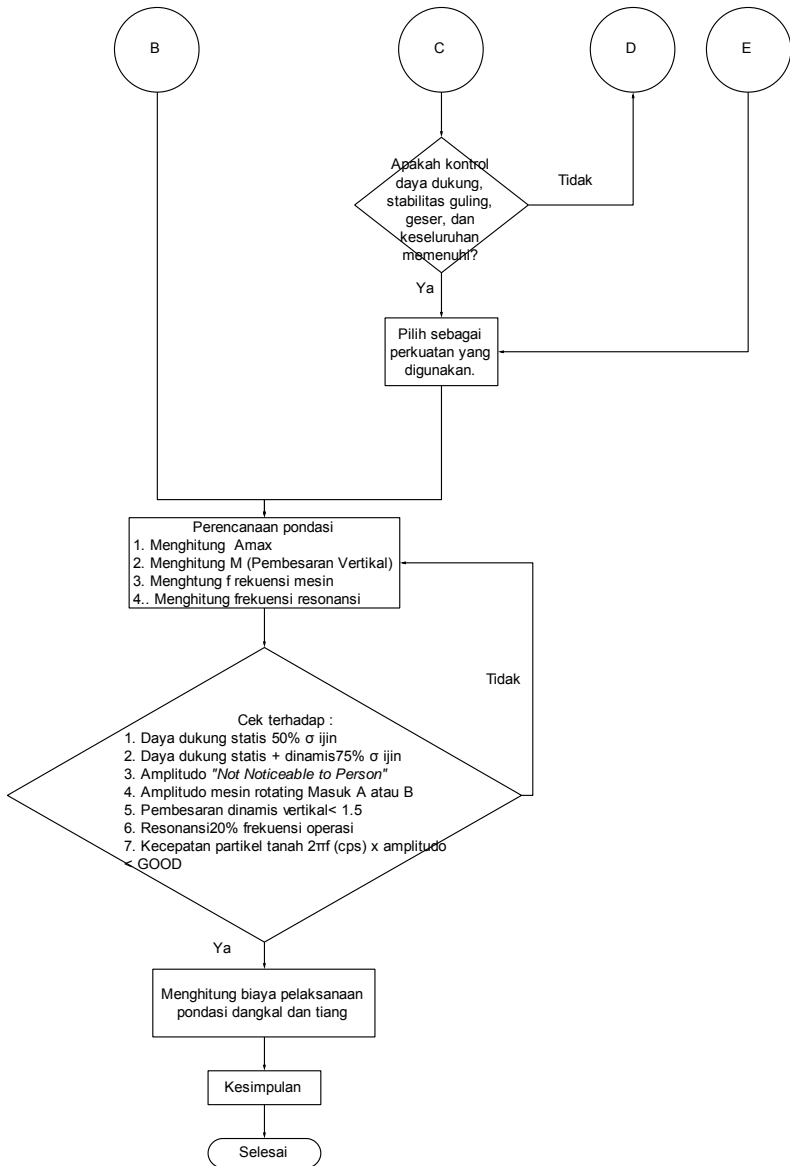 B
C
D
E
Apakah kontrol
daya dukung,
stabilitas guling,
geser, dan
keseluruhan
memenuhi?
Tidak
Ya
Pilih sebagai
perkuatan yang
digunakan.
Perencanaan pondasi
1. Menghitung Amax
2. Menghitung M (Pembesaran Vertikal)
3. Menghtung f rekuensi mesin
4.. Menghitung frekuensi resonansi
Tidak
Cek terhadap :
1. Daya dukung statis 50% σ ijin
2. Daya dukung statis + dinamis75% σ ijin
3. Amplitudo "Not Noticeable to Person"
4. Amplitudo mesin rotating Masuk A atau B
5. Pembesaran dinamis vertikal< 1.5
6. Resonansi20% frekuensi operasi
7. Kecepatan partikel tanah 2πf (cps) x amplitudo
< GOOD
Ya
Menghitung biaya pelaksanaan
pondasi dangkal dan tiang
Kesimpulan
Selesai